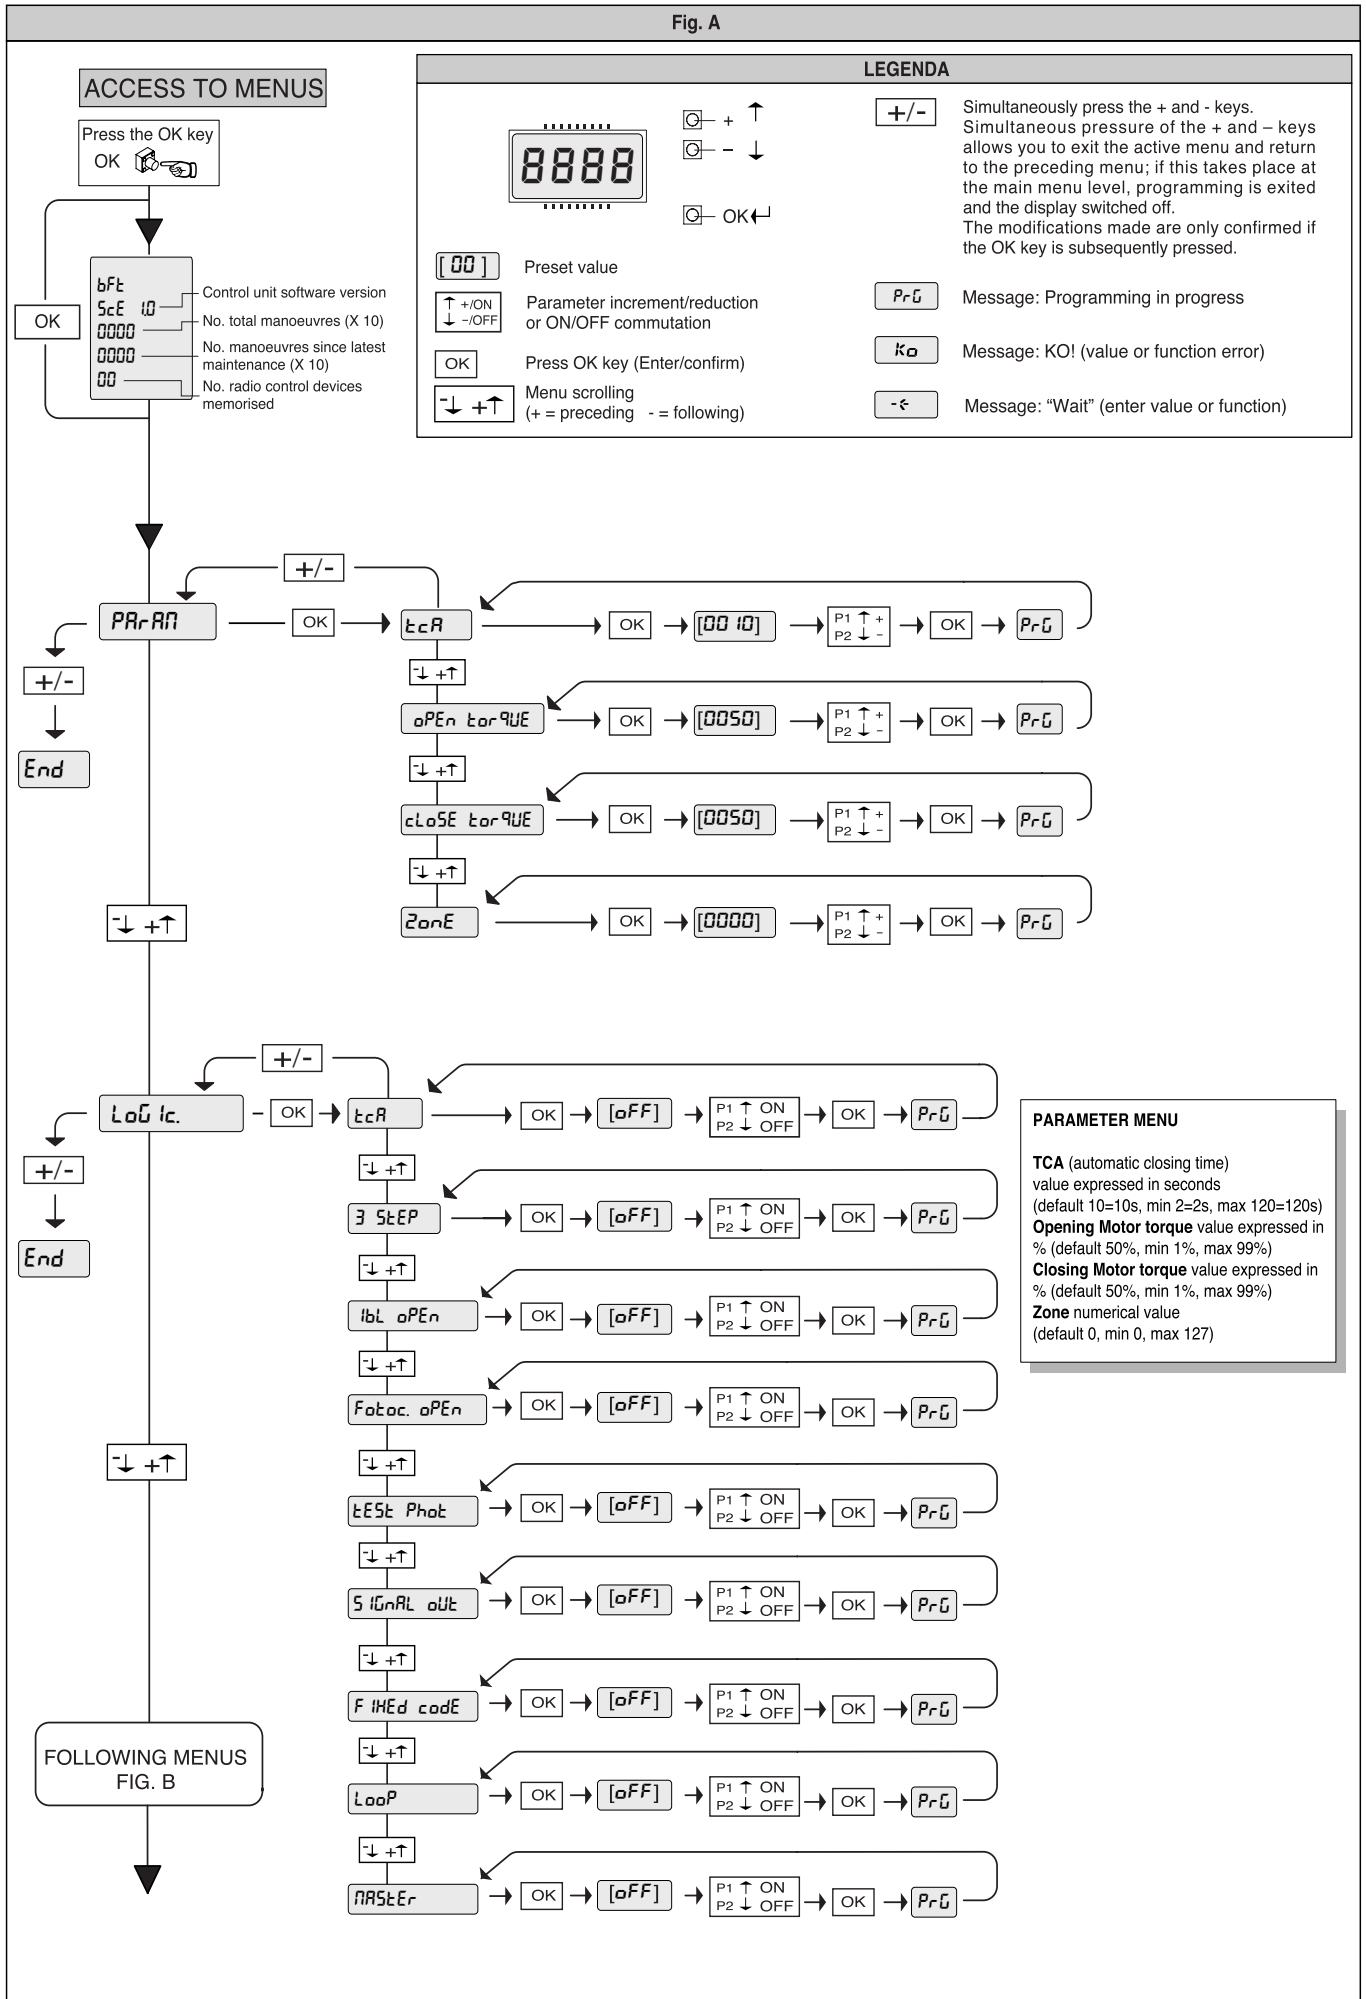 Fig. A
ACCESS TO MENUS
Press the OK key
OK
OK
bFt
ScE 1.0
0000
0000
00
Control unit software version
No. total manoeuvres (X 10)
No. manoeuvres since latest
maintenance (X 10)
No. radio control devices
memorised
LEGENDA
8888
+ ↑
− ↓
OK
[ 00 ] Preset value
↑ +/ON
↓ −/OFF
Parameter increment/reduction
or ON/OFF commutation
OK Press OK key (Enter/confirm)
-↓ +↑ Menu scrolling
(+ = preceding - = following)
+/- Simultaneously press the + and - keys.
Simultaneous pressure of the + and – keys
allows you to exit the active menu and return
to the preceding menu; if this takes place at
the main menu level, programming is exited
and the display switched off.
The modifications made are only confirmed if
the OK key is subsequently pressed.
PrG Message: Programming in progress
Ko Message: KO! (value or function error)
Message: “Wait” (enter value or function)
+/-
PArAM OK tcA OK [0010] P1 ↑ + OK PrG
P2 ↓ -
+/-
End
-↓ +↑
oPEn torqUE OK [0050] P1 ↑ + OK PrG
P2 ↓ -
-↓ +↑
cLoSE torqUE OK [0050] P1 ↑ + OK PrG
P2 ↓ -
-↓ +↑
ZonE OK [0000] P1 ↑ + OK PrG
P2 ↓ -
-↓ +↑
+/-
LoGIc. OK tcA OK [oFF] P1 ↑ ON OK PrG
P2 ↓ OFF
+/-
End
-↓ +↑
3 StEP OK [oFF] P1 ↑ ON OK PrG
P2 ↓ OFF
-↓ +↑
IbL oPEn OK [oFF] P1 ↑ ON OK PrG
P2 ↓ OFF
-↓ +↑
Fotoc. oPEn OK [oFF] P1 ↑ ON OK PrG
P2 ↓ OFF
-↓ +↑
-↓ +↑
tESt Phot OK [oFF] P1 ↑ ON OK PrG
P2 ↓ OFF
-↓ +↑
SIGnAL oUt OK [oFF] P1 ↑ ON OK PrG
P2 ↓ OFF
-↓ +↑
FIHEd codE OK [oFF] P1 ↑ ON OK PrG
P2 ↓ OFF
-↓ +↑
LooP OK [oFF] P1 ↑ ON OK PrG
P2 ↓ OFF
-↓ +↑
MAStEr OK [oFF] P1 ↑ ON OK PrG
P2 ↓ OFF
FOLLOWING MENUS
FIG. B
PARAMETER MENU
TCA (automatic closing time)
value expressed in seconds
(default 10=10s, min 2=2s, max 120=120s)
Opening Motor torque value expressed in
% (default 50%, min 1%, max 99%)
Closing Motor torque value expressed in
% (default 50%, min 1%, max 99%)
Zone numerical value
(default 0, min 0, max 127)